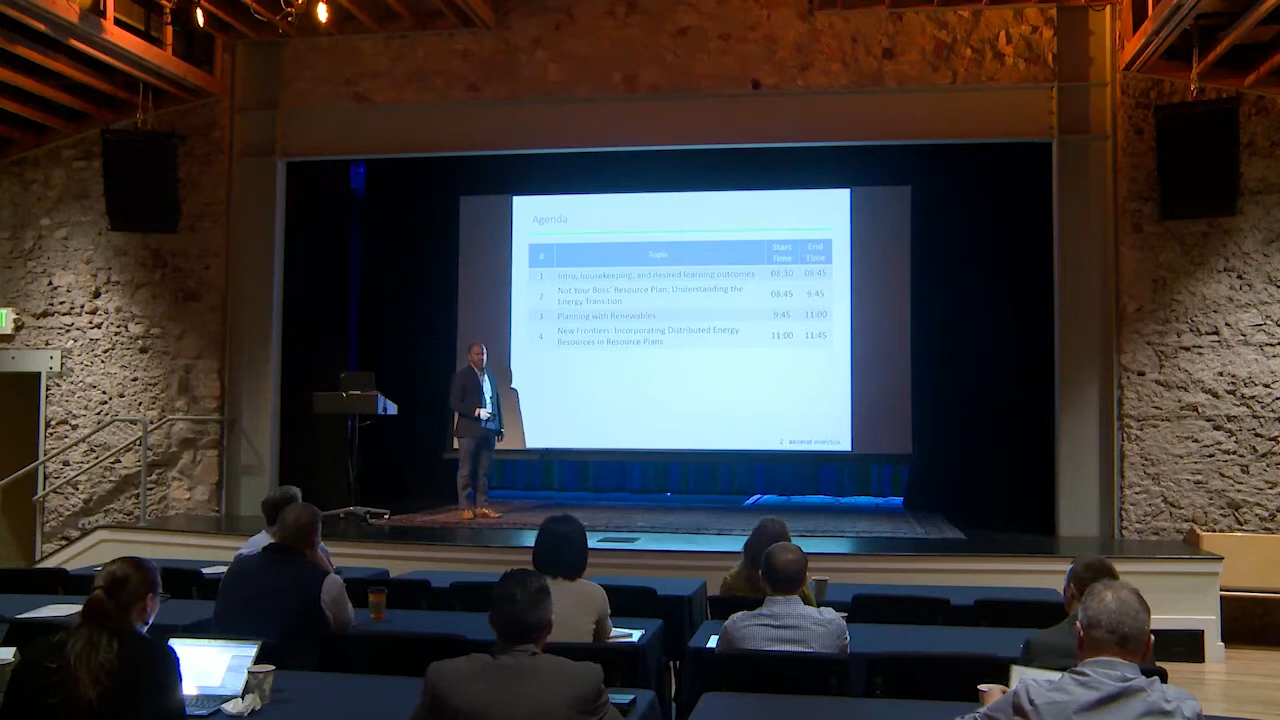 Agenda
# Topic Start Time End Time
1 Intro, housekeeping, and desired learning outcomes 08:30 08:45
2 Not Your Boss' Resource Plan: Understanding the
Energy Transition 08:45 9:45
3 Planning with Renewables 9:45 11:00
4 New Frontiers: Incorporating Distributed Energy
Resources in Resource Plans 11:00 11:45
ascend analytics